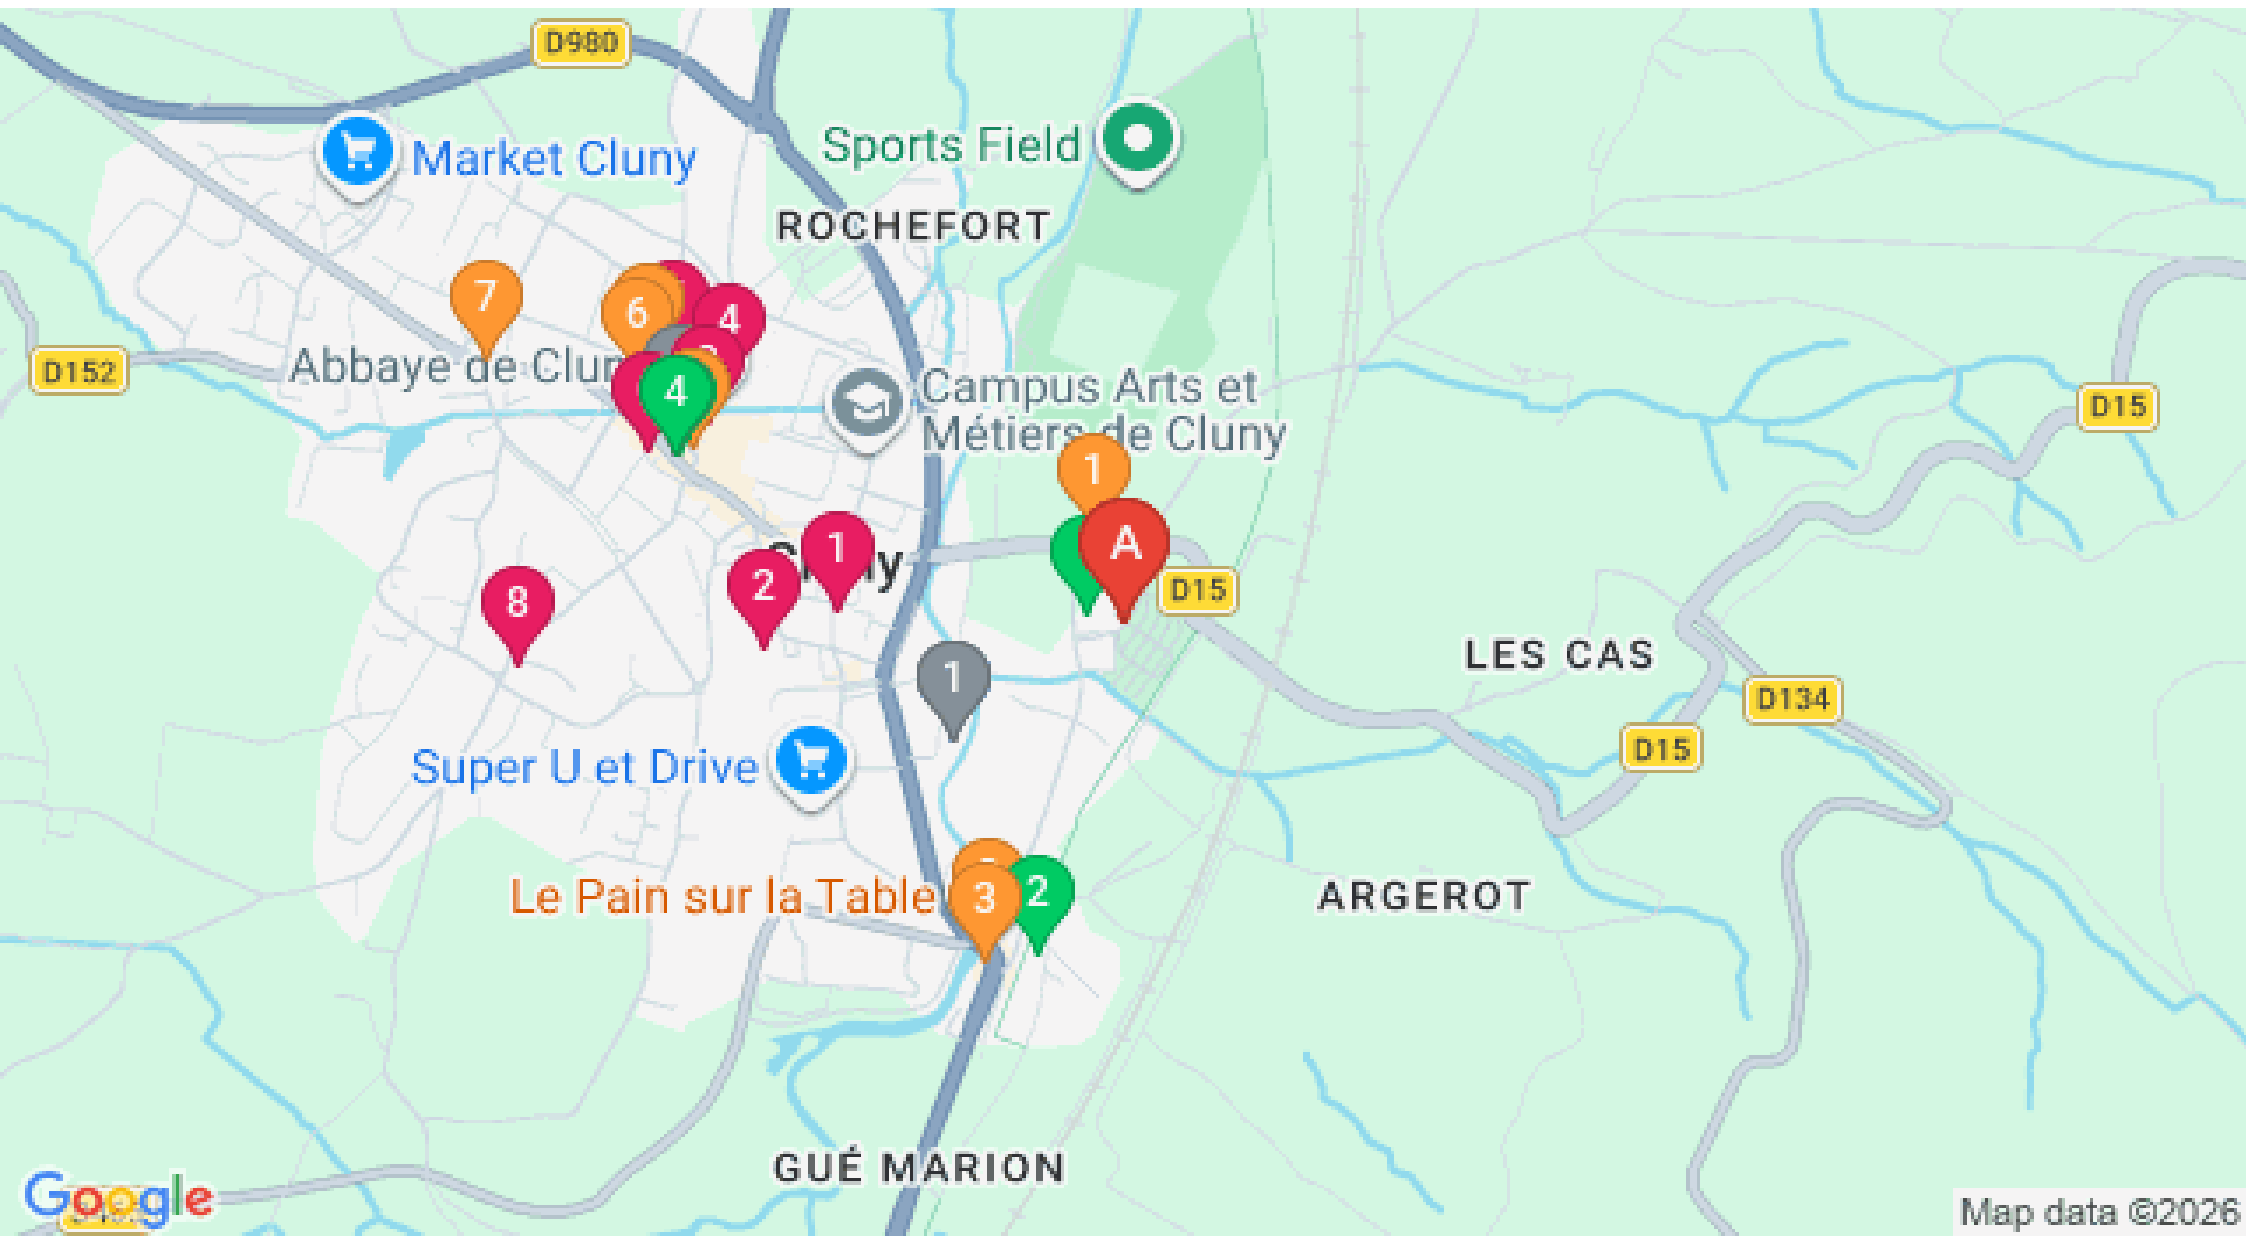 D980
Market Cluny
Sports Field
ROCHEFORT
7
6
4
D152
Abbaye de
4
Campus Arts et
Métiers de Cluny
D15
1
A
1
2
8
D15
LES CAS
1
D134
D15
Super U et Drive
Le Pain sur la Table
3
2
ARGEROT
GUÉ MARION
Google
Map data ©2026